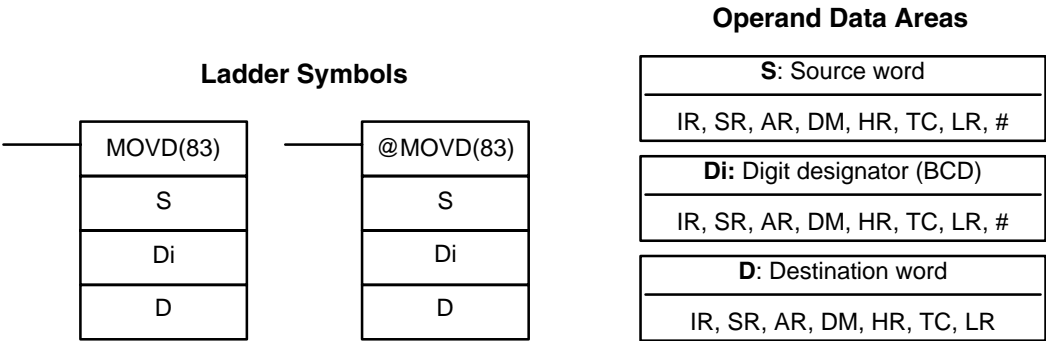 Ladder Symbols
MOVD(83)
S
Di
D
@MOVD(83)
S
Di
D
Operand Data Areas
S: Source word
IR, SR, AR, DM, HR, TC, LR, #
Di: Digit designator (BCD)
IR, SR, AR, DM, HR, TC, LR, #
D: Destination word
IR, SR, AR, DM, HR, TC, LR